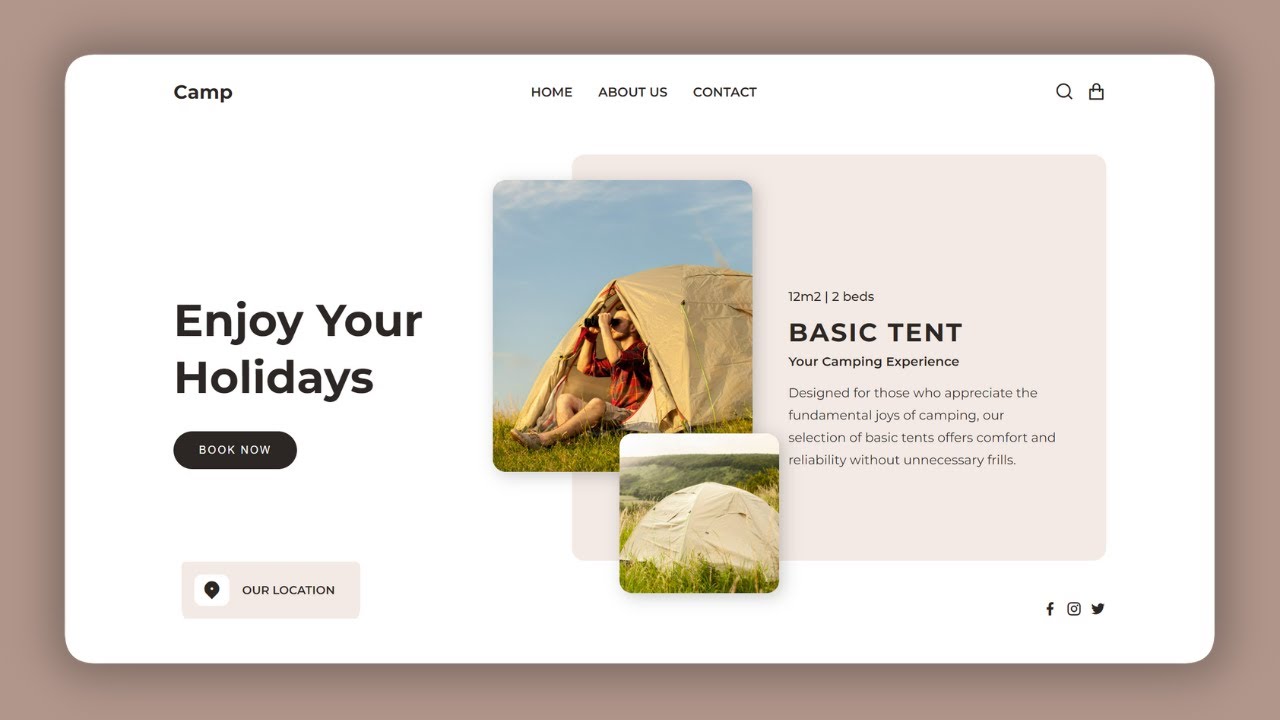 Camp
HOME ABOUT US CONTACT
Enjoy Your
Holidays
BOOK NOW
OUR LOCATION
12m2 | 2 beds
BASIC TENT
Your Camping Experience
Designed for those who appreciate the
fundamental joys of camping, our
selection of basic tents offers comfort and
reliability without unnecessary frills.